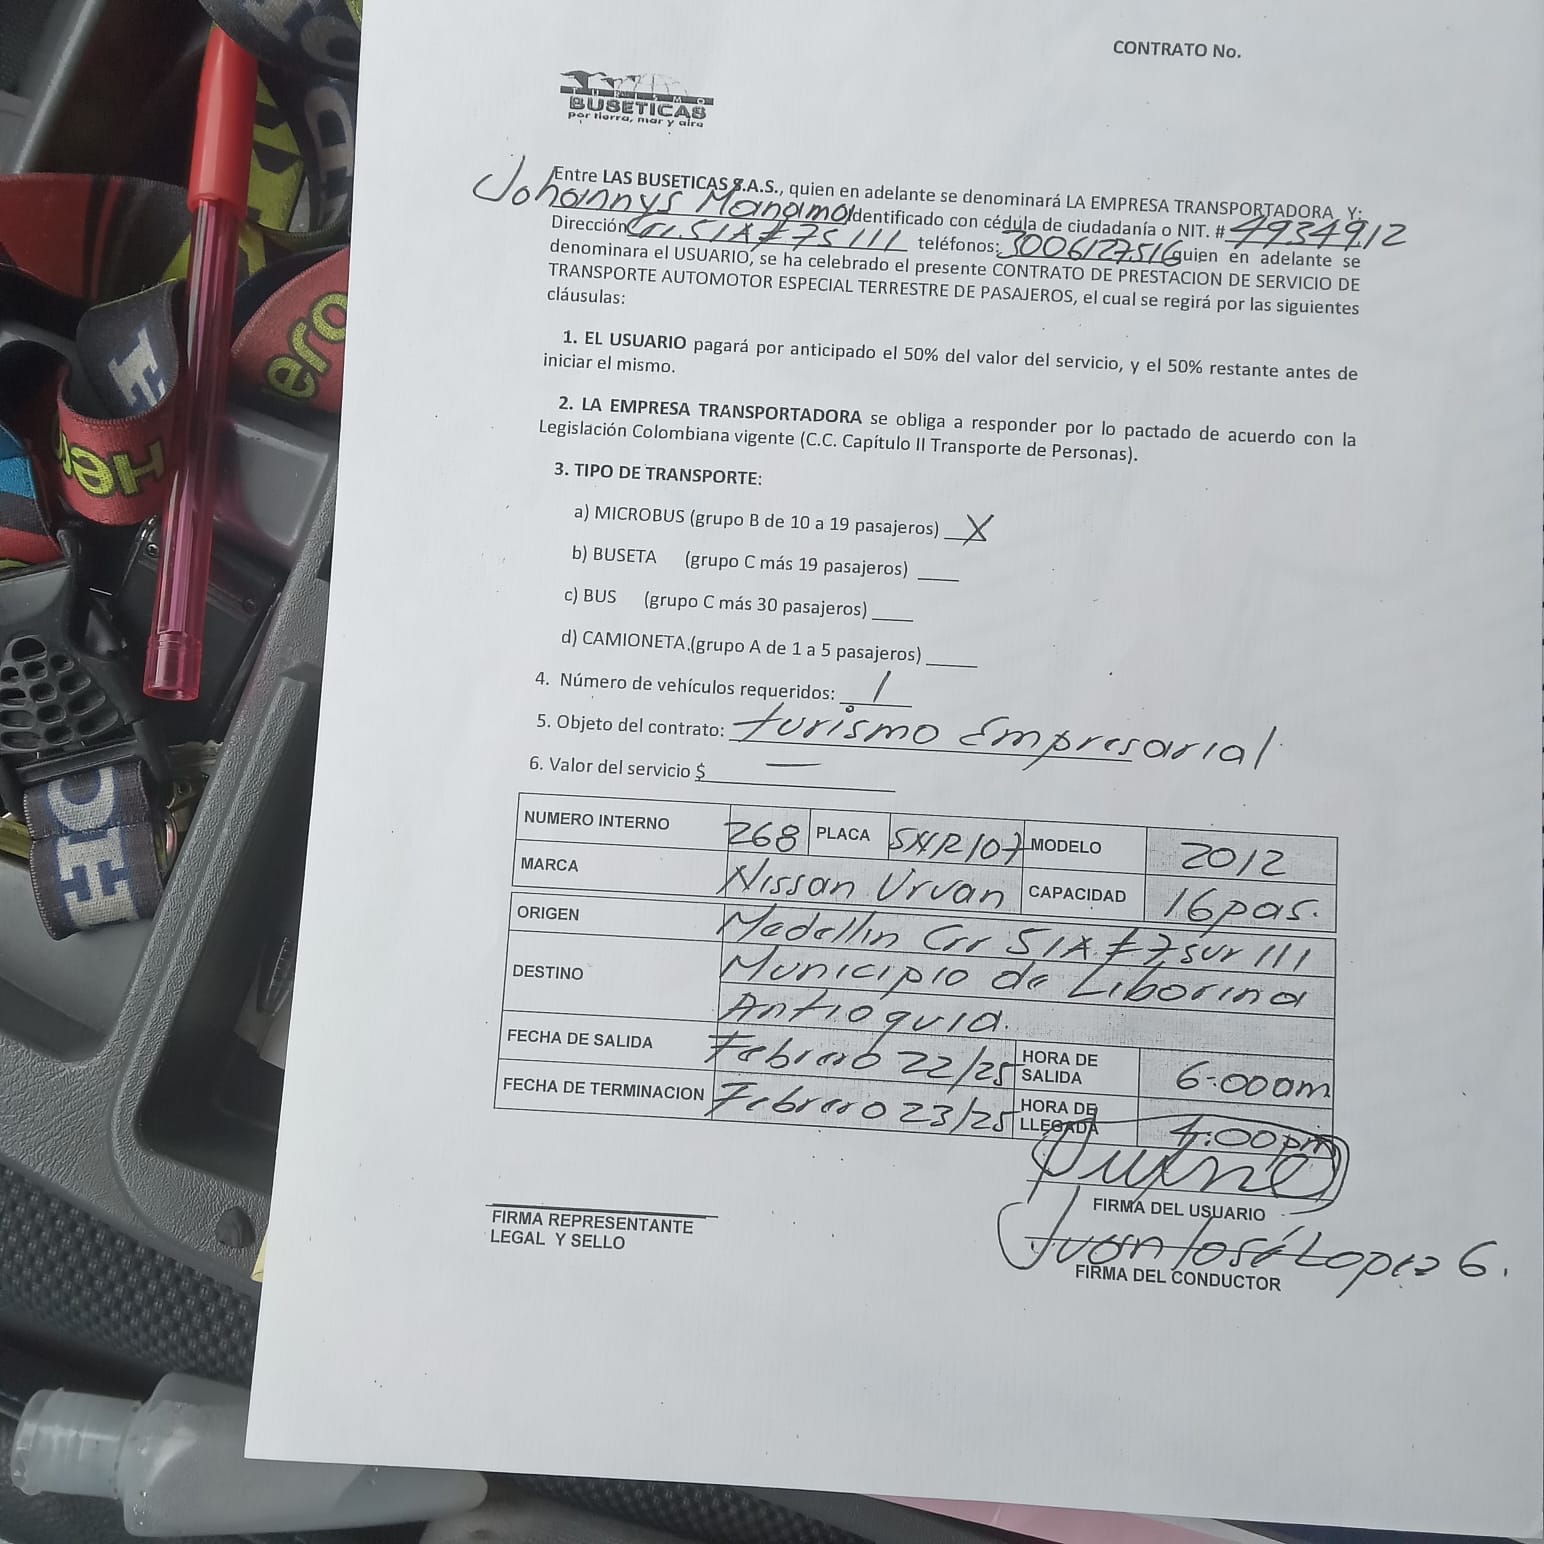 CONTRATO No.
TURISMO
BUSETICAS
por tierra, mar y aire
Entre LAS BUSETICAS S.A.S., quien en adelante se denominará LA EMPRESA TRANSPORTADORA Y:
Johannys Manamo Identificado con cédula de ciudadanía o NIT. # 4934912
Dirección Cr. 51A # 7S 111 teléfonos: 3006127516 quien en adelante se
denominara el USUARIO, se ha celebrado el presente CONTRATO DE PRESTACION DE SERVICIO DE
TRANSPORTE AUTOMOTOR ESPECIAL TERRESTRE DE PASAJEROS, el cual se regirá por las siguientes
cláusulas:
1. EL USUARIO pagará por anticipado el 50% del valor del servicio, y el 50% restante antes de
iniciar el mismo.
2. LA EMPRESA TRANSPORTADORA se obliga a responder por lo pactado de acuerdo con la
Legislación Colombiana vigente (C.C. Capítulo II Transporte de Personas).
3. TIPO DE TRANSPORTE:
a) MICROBUS (grupo B de 10 a 19 pasajeros) X
b) BUSETA (grupo C más 19 pasajeros)
c) BUS (grupo C más 30 pasajeros)
d) CAMIONETA.(grupo A de 1 a 5 pasajeros)
4. Número de vehículos requeridos: 1
5. Objeto del contrato: turismo Empresarial
6. Valor del servicio $ —
NUMERO INTERNO 268 PLACA SNR107 MODELO 2012
MARCA Nissan Urvan CAPACIDAD 16 pas.
ORIGEN Medellin Crr 51A # 7 sur 111
DESTINO Municipio de Liborina
Antioquia.
FECHA DE SALIDA Febrero 22/25 HORA DE SALIDA 6:00am
FECHA DE TERMINACION Febrero 23/25 HORA DE LLEGADA 4:00pm
FIRMA DEL USUARIO
FIRMA REPRESENTANTE
LEGAL Y SELLO
Juan José Lopez G.
FIRMA DEL CONDUCTOR
HE
ero
HERO